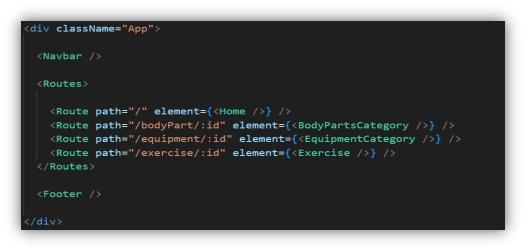 <div className="App">
<Navbar />
<Routes>
<Route path="/" element={<Home />} />
<Route path="/bodyPart/:id" element={<BodyPartsCategory />} />
<Route path="/equipment/:id" element={<EquipmentCategory />} />
<Route path="/exercise/:id" element={<Exercise />} />
</Routes>
<Footer />
</div>